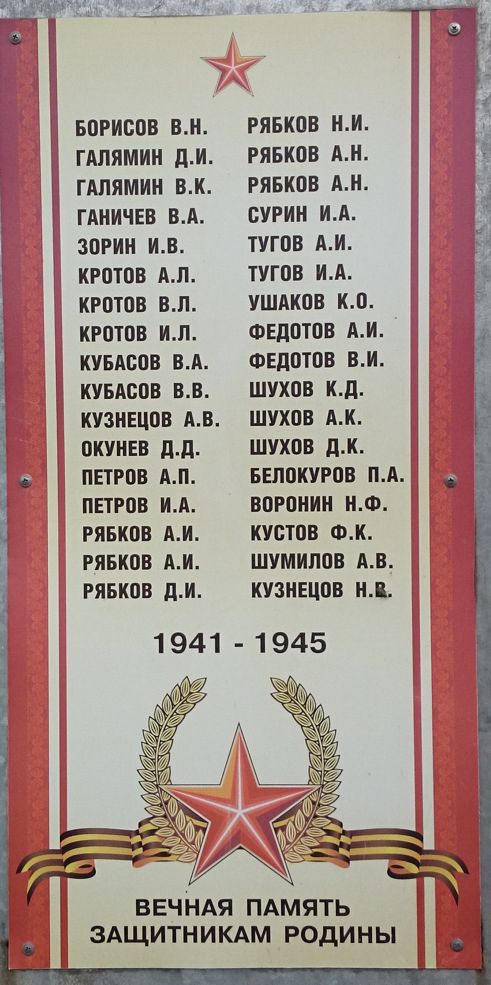 БОРИСОВ В.Н.
ГАЛЯМИН Д.И.
ГАЛЯМИН В.К.
ГАНИЧЕВ В.А.
ЗОРИН И.В.
КРОТОВ А.Л.
КРОТОВ В.Л.
КРОТОВ И.Л.
КУБАСОВ В.А.
КУБАСОВ В.В.
КУЗНЕЦОВ А.В.
ОКУНЕВ Д.Д.
ПЕТРОВ А.П.
ПЕТРОВ И.А.
РЯБКОВ А.И.
РЯБКОВ А.И.
РЯБКОВ Д.И.
РЯБКОВ Н.И.
РЯБКОВ А.Н.
РЯБКОВ А.Н.
СУРИН И.А.
ТУГОВ А.И.
ТУГОВ И.А.
УШАКОВ К.О.
ФЕДОТОВ А.И.
ФЕДОТОВ В.И.
ШУХОВ К.Д.
ШУХОВ А.К.
ШУХОВ Д.К.
БЕЛОКУРОВ П.А.
ВОРОНИН Н.Ф.
КУСТОВ Ф.К.
ШУМИЛОВ А.В.
КУЗНЕЦОВ Н.В.
1941 - 1945
ВЕЧНАЯ ПАМЯТЬ
ЗАЩИТНИКАМ РОДИНЫ